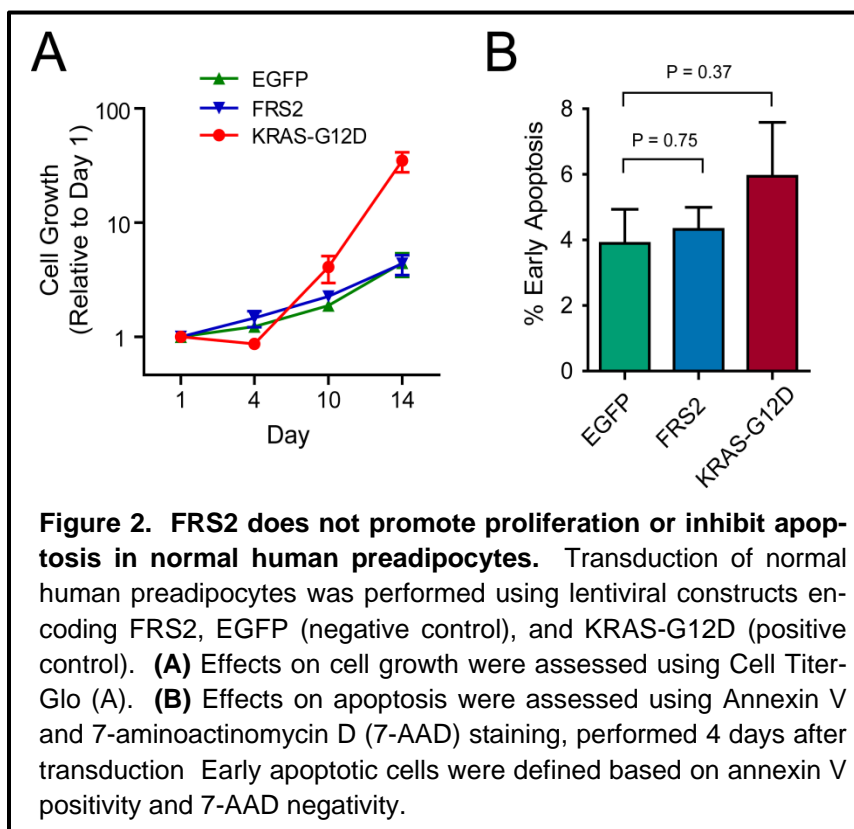 A
EGFP
FRS2
KRAS-G12D
100
10
1
Cell Growth
(Relative to Day 1)
1 4 10 14
Day
B
P = 0.37
P = 0.75
8
6
4
2
0
% Early Apoptosis
EGFP
FRS2
KRAS-G12D
Figure 2. FRS2 does not promote proliferation or inhibit apop-
tosis in normal human preadipocytes. Transduction of normal
human preadipocytes was performed using lentiviral constructs en-
coding FRS2, EGFP (negative control), and KRAS-G12D (positive
control). (A) Effects on cell growth were assessed using Cell Titer-
Glo (A). (B) Effects on apoptosis were assessed using Annexin V
and 7-aminoactinomycin D (7-AAD) staining, performed 4 days after
transduction Early apoptotic cells were defined based on annexin V
positivity and 7-AAD negativity.